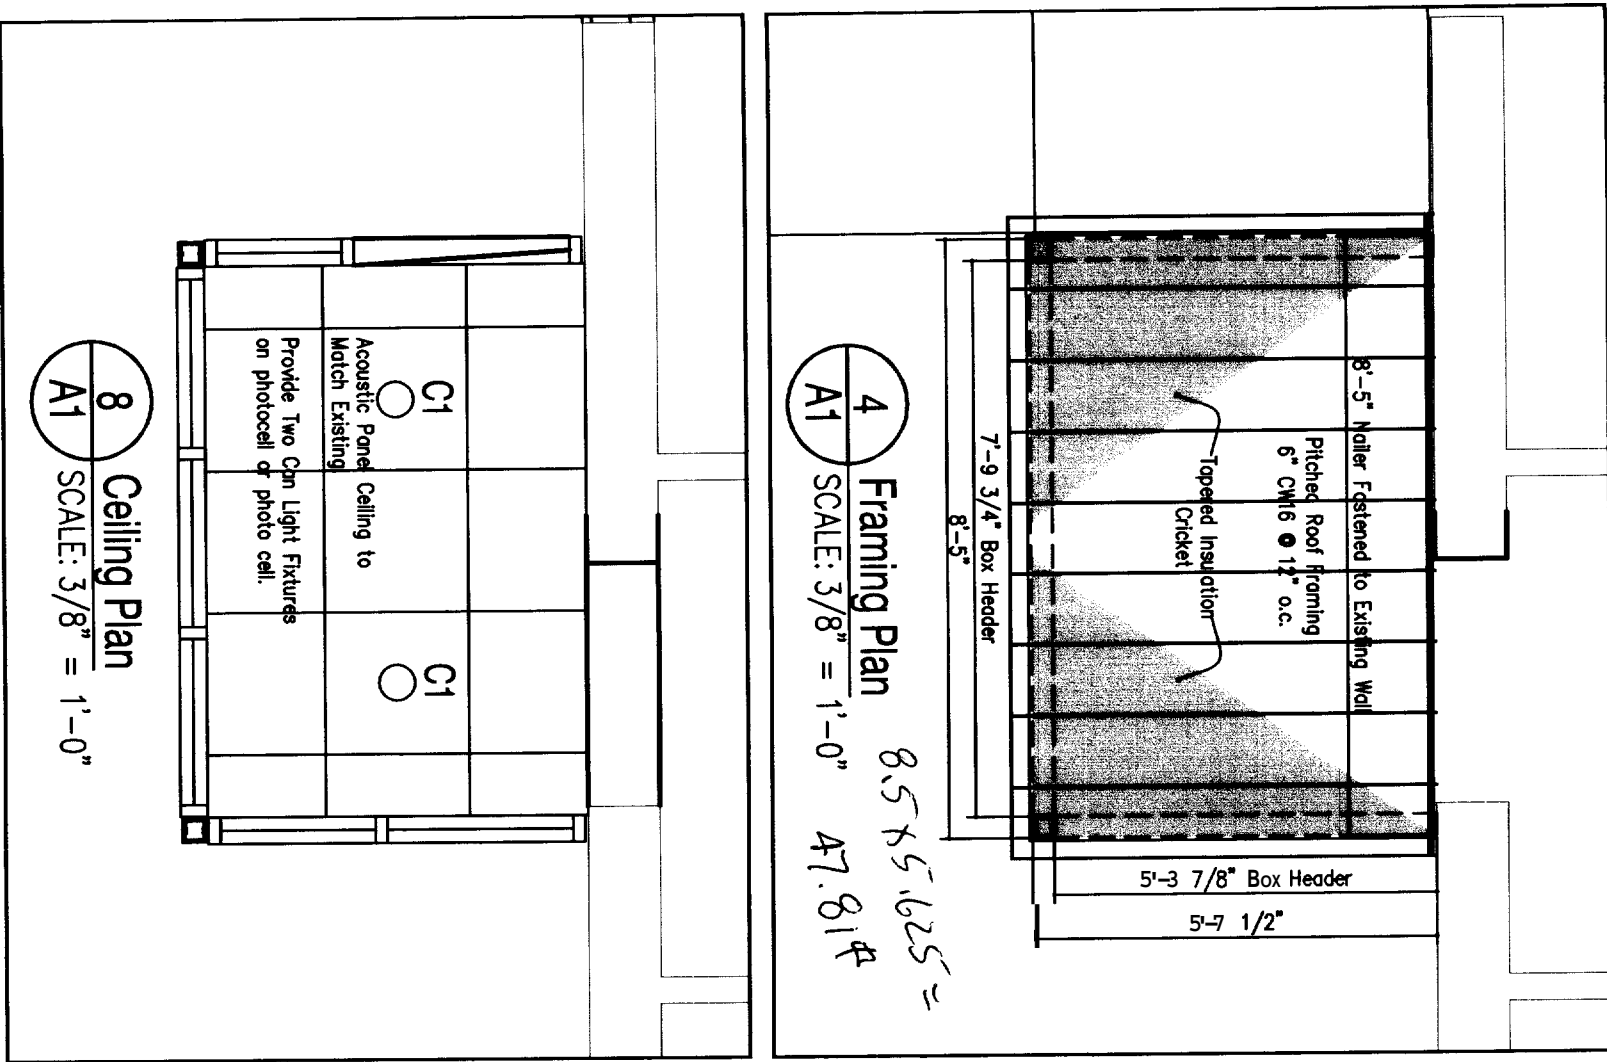 8'-5" Nailer Fastened to Existing Wall
Pitched Roof Framing
6" CW16 @ 12" o.c.
Tapered Insulation
Cricket
7'-9 3/4" Box Header
8'-5"
5'-3 7/8" Box Header
5'-7 1/2"
4
A1
Framing Plan
SCALE: 3/8" = 1'-0"
8.5 x 5.625 =
47.81
C1
C1
Acoustic Panel Ceiling to
Match Existing
Provide Two Can Light Fixtures
on photocell or photo cell.
8
A1
Ceiling Plan
SCALE: 3/8" = 1'-0"